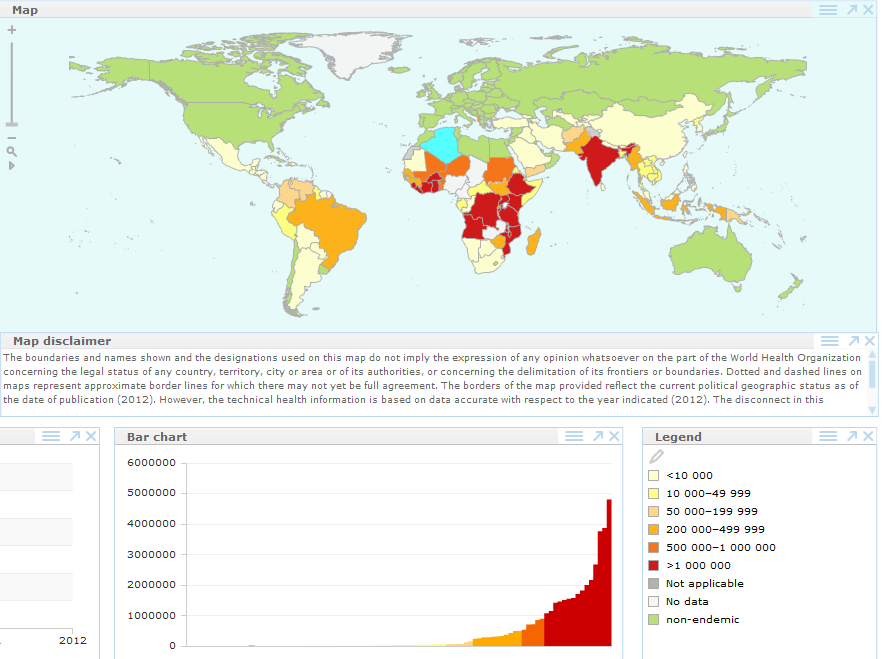 Map
Map disclaimer
The boundaries and names shown and the designations used on this map do not imply the expression of any opinion whatsoever on the part of the World Health Organization
concerning the legal status of any country, territory, city or area or of its authorities, or concerning the delimitation of its frontiers or boundaries. Dotted and dashed lines on
maps represent approximate border lines for which there may not yet be full agreement. The borders of the map provided reflect the current political geographic status as of
the date of publication (2012). However, the technical health information is based on data accurate with respect to the year indicated (2012). The disconnect in this
2012
Bar chart
6000000
5000000
4000000
3000000
2000000
1000000
0
Legend
<10 000
10 000–49 999
50 000–199 999
200 000–499 999
500 000–1 000 000
>1 000 000
Not applicable
No data
non-endemic